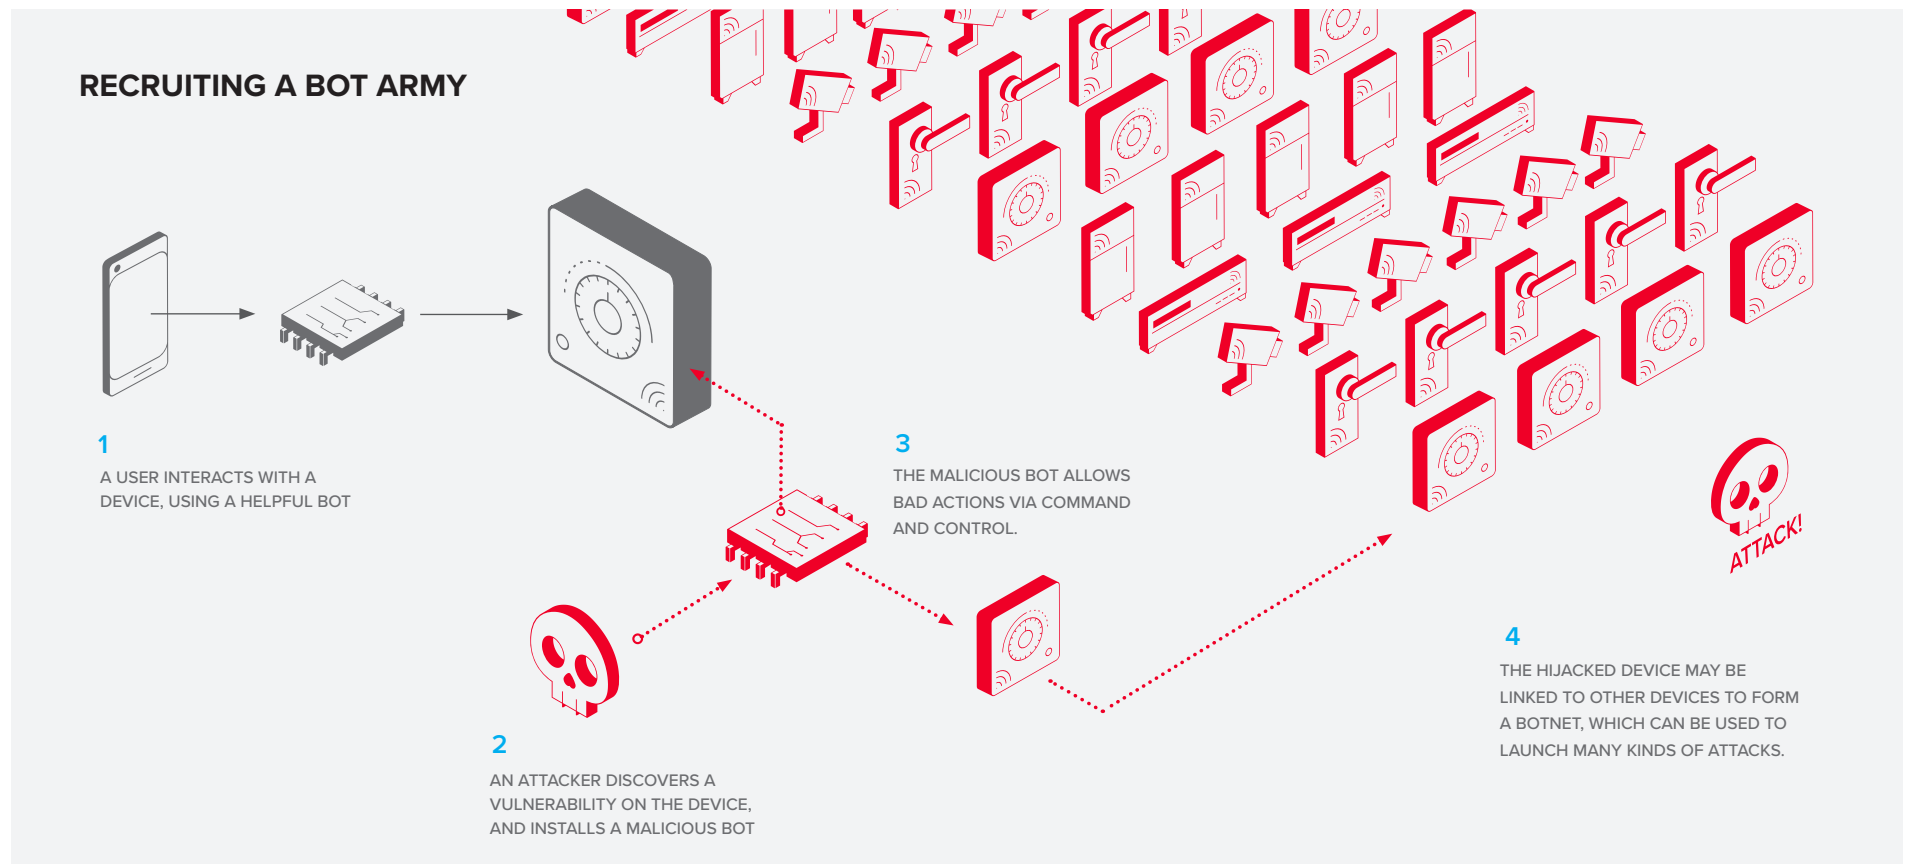 RECRUITING A BOT ARMY
1
A USER INTERACTS WITH A
DEVICE, USING A HELPFUL BOT
2
AN ATTACKER DISCOVERS A
VULNERABILITY ON THE DEVICE,
AND INSTALLS A MALICIOUS BOT
3
THE MALICIOUS BOT ALLOWS
BAD ACTIONS VIA COMMAND
AND CONTROL.
ATTACK!
4
THE HIJACKED DEVICE MAY BE
LINKED TO OTHER DEVICES TO FORM
A BOTNET, WHICH CAN BE USED TO
LAUNCH MANY KINDS OF ATTACKS.